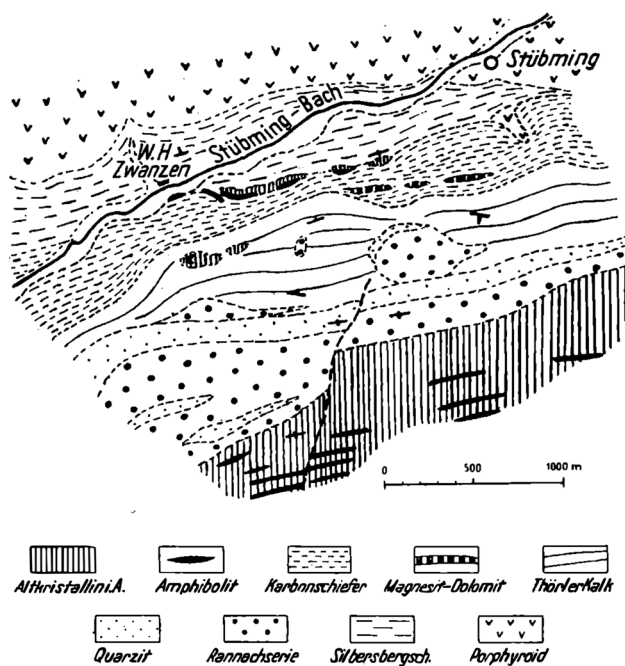 Stübming
Stübming-Bach
W.H
Zwanzen
0 500 1000 m
Altkristallin i.A. Amphibolit Karbonschiefer Magnesit-Dolomit Thörler Kalk
Quarzit Rannachserie Silbersbergsch. Porphyroid